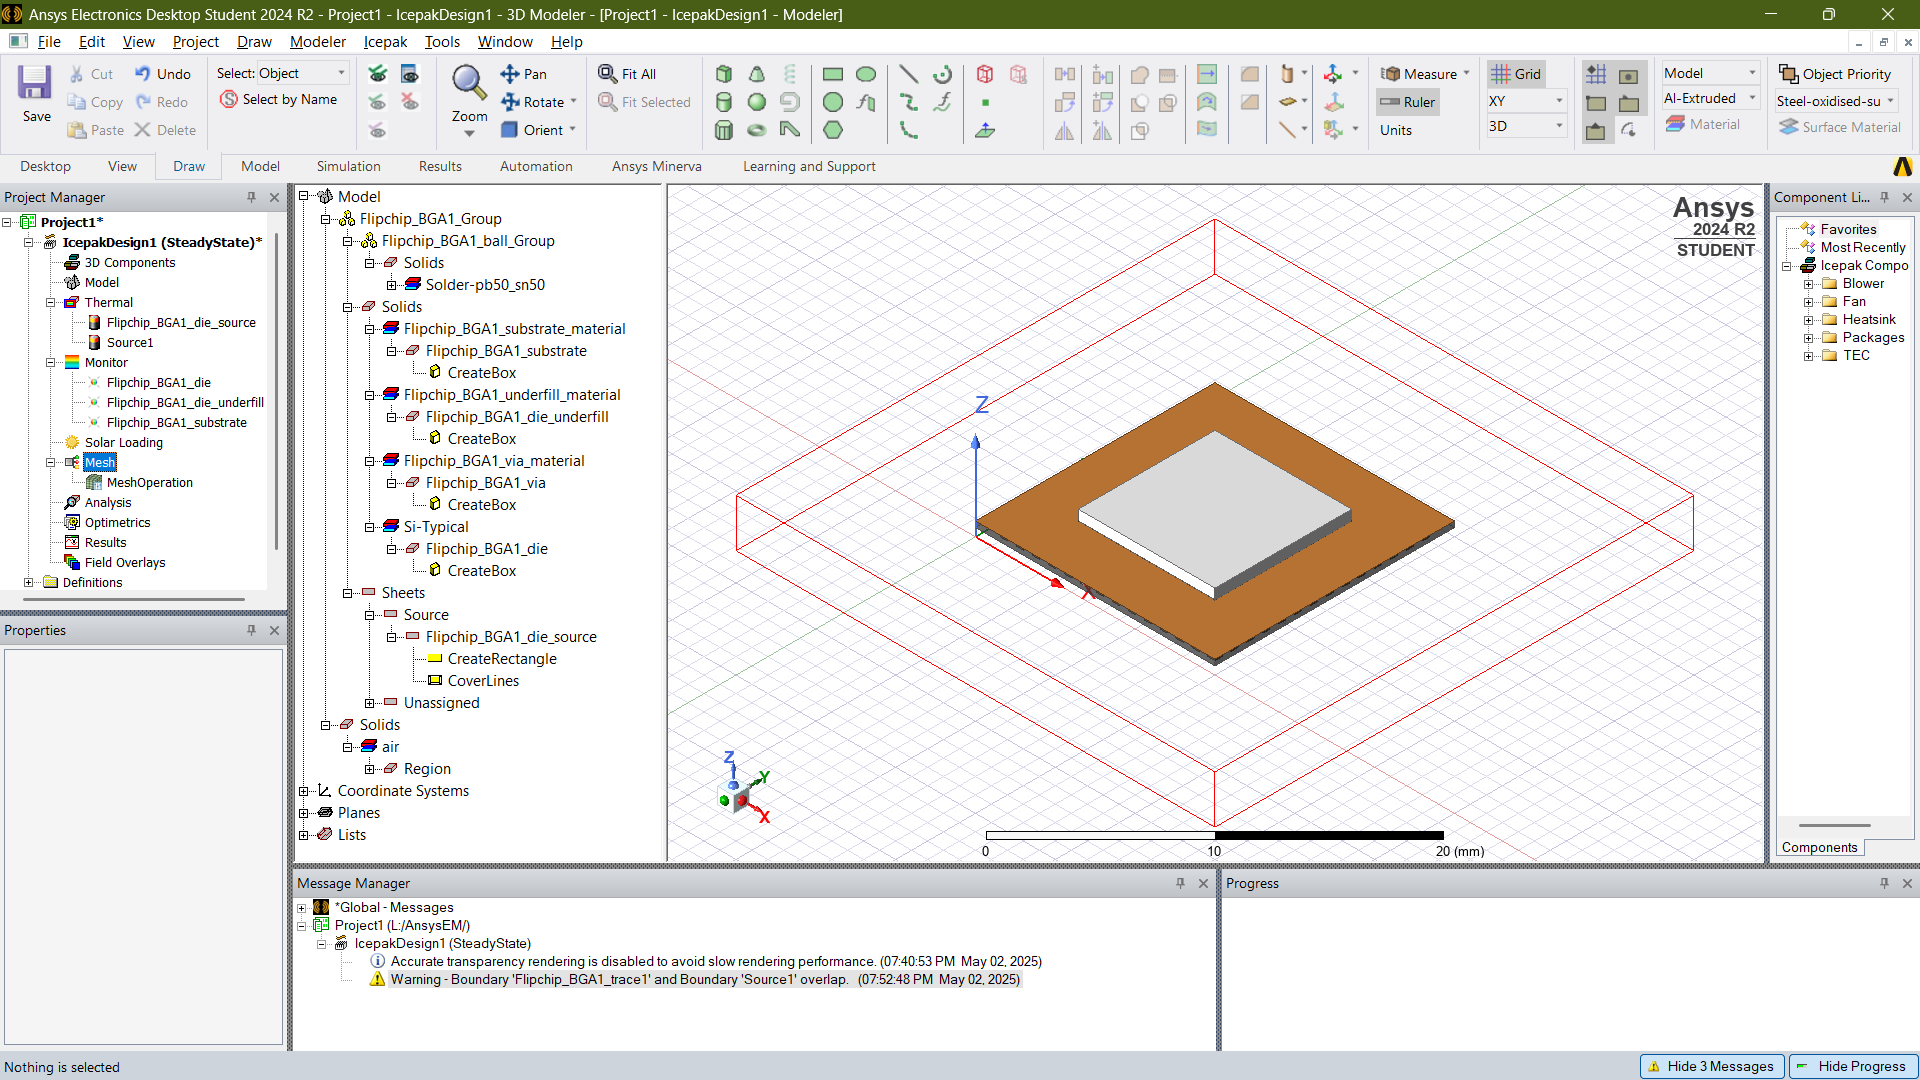 Ansys Electronics Desktop Student 2024 R2 - Project1 - IcepakDesign1 - 3D Modeler - [Project1 - IcepakDesign1 - Modeler]
File Edit View Project Draw Modeler Icepak Tools Window Help
Save
Cut
Copy
Paste
Undo
Redo
Delete
Select: Object
Select by Name
Zoom
Pan
Rotate
Orient
Fit All
Fit Selected
Measure
Ruler
Units
Grid
XY
3D
Model
Al-Extruded
Material
Object Priority
Steel-oxidised-su
Surface Material
Desktop View Draw Model Simulation Results Automation Ansys Minerva Learning and Support
Project Manager
Project1*
IcepakDesign1 (SteadyState)*
3D Components
Model
Thermal
Flipchip_BGA1_die_source
Source1
Monitor
Flipchip_BGA1_die
Flipchip_BGA1_die_underfill
Flipchip_BGA1_substrate
Solar Loading
Mesh
MeshOperation
Analysis
Optimetrics
Results
Field Overlays
Definitions
Properties
Model
Flipchip_BGA1_Group
Flipchip_BGA1_ball_Group
Solids
Solder-pb50_sn50
Solids
Flipchip_BGA1_substrate_material
Flipchip_BGA1_substrate
CreateBox
Flipchip_BGA1_underfill_material
Flipchip_BGA1_die_underfill
CreateBox
Flipchip_BGA1_via_material
Flipchip_BGA1_via
CreateBox
Si-Typical
Flipchip_BGA1_die
CreateBox
Sheets
Source
Flipchip_BGA1_die_source
CreateRectangle
CoverLines
Unassigned
Solids
air
Region
Coordinate Systems
Planes
Lists
Ansys
2024 R2
STUDENT
Z
X
Z
Y
X
0 10 20 (mm)
Component Li...
Favorites
Most Recently
Icepak Compo
Blower
Fan
Heatsink
Packages
TEC
Components
Message Manager
*Global - Messages
Project1 (L:/AnsysEM/)
IcepakDesign1 (SteadyState)
Accurate transparency rendering is disabled to avoid slow rendering performance. (07:40:53 PM May 02, 2025)
Warning - Boundary 'Flipchip_BGA1_trace1' and Boundary 'Source1' overlap. (07:52:48 PM May 02, 2025)
Progress
Nothing is selected
Hide 3 Messages
Hide Progress